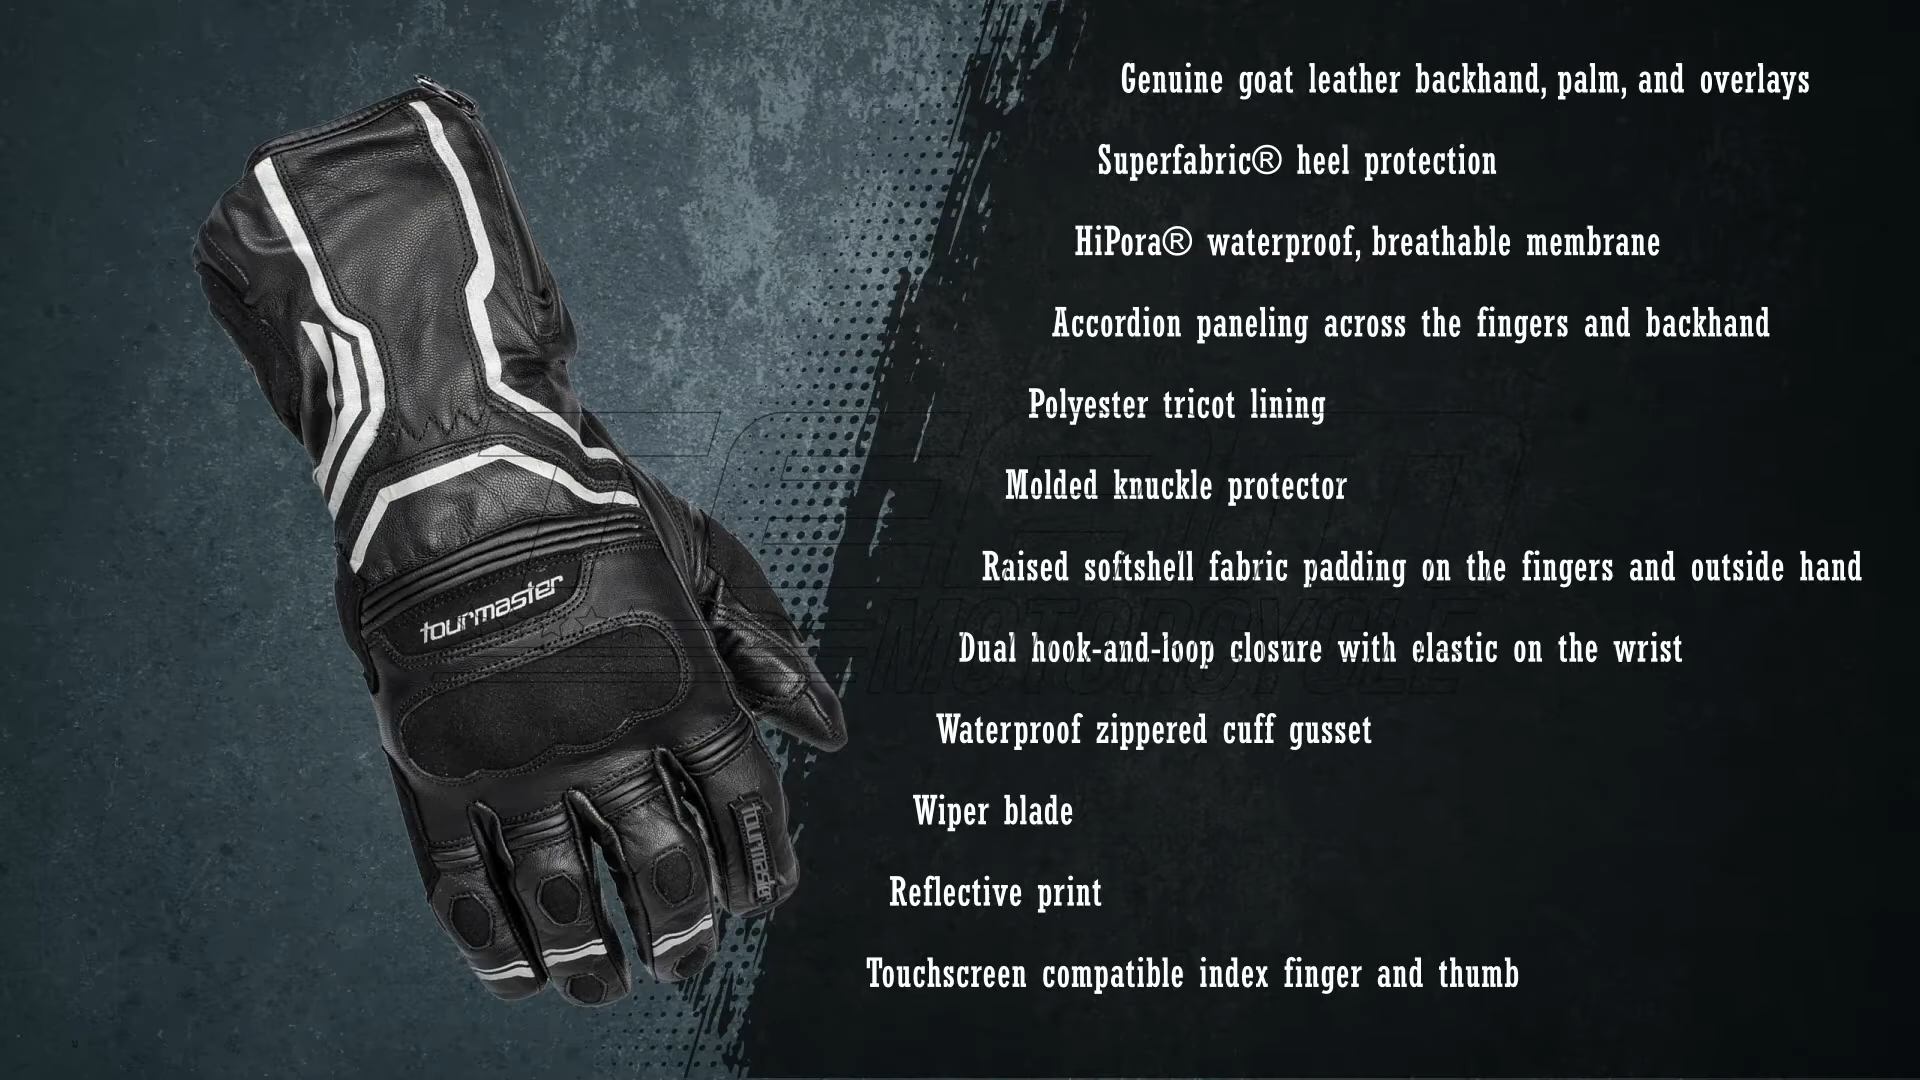 Genuine goat leather backhand, palm, and overlays
Superfabric® heel protection
HiPora® waterproof, breathable membrane
Accordion paneling across the fingers and backhand
Polyester tricot lining
Molded knuckle protector
Raised softshell fabric padding on the fingers and outside hand
Dual hook-and-loop closure with elastic on the wrist
Waterproof zippered cuff gusset
Wiper blade
Reflective print
Touchscreen compatible index finger and thumb
tourmaster
tourmaster
TEAM
MOTORCYCLE